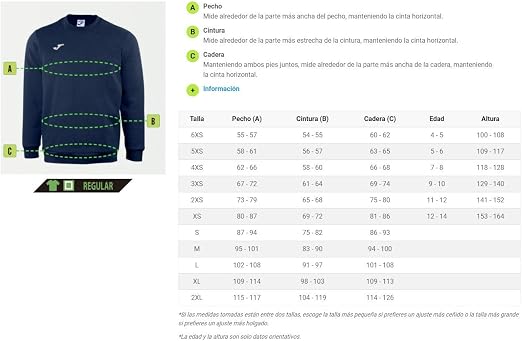 A Pecho
Mide alrededor de la parte más ancha del pecho, manteniendo la cinta horizontal.
B Cintura
Mide alrededor de la parte más estrecha de la cintura, manteniendo la cinta horizontal.
C Cadera
Manteniendo ambos pies juntos, mide alrededor de la parte más ancha de la cadera, manteniendo
la cinta horizontal.
+ Información
A
B
C
REGULAR
Talla Pecho (A) Cintura (B) Cadera (C) Edad Altura
6XS 55 - 57 54 - 55 60 - 62 4 - 5 100 - 108
5XS 58 - 61 56 - 57 63 - 65 5 - 6 109 - 117
4XS 62 - 66 58 - 60 66 - 68 7 - 8 118 - 128
3XS 67 - 72 61 - 64 69 - 74 9 - 10 129 - 140
2XS 73 - 79 65 - 68 75 - 80 11 - 12 141 - 152
XS 80 - 87 69 - 72 81 - 86 12 - 14 153 - 164
S 87 - 94 75 - 82 86 - 93
M 95 - 101 83 - 90 94 - 100
L 102 - 108 91 - 97 101 - 108
XL 109 - 114 98 - 103 109 - 113
2XL 115 - 117 104 - 119 114 - 126
*Si las medidas tomadas están entre dos tallas, escoge la talla más pequeña si prefieres un ajuste más ceñido o la talla más grande
si prefieres un ajuste más holgado.
*La edad y la altura son solo datos orientativos.